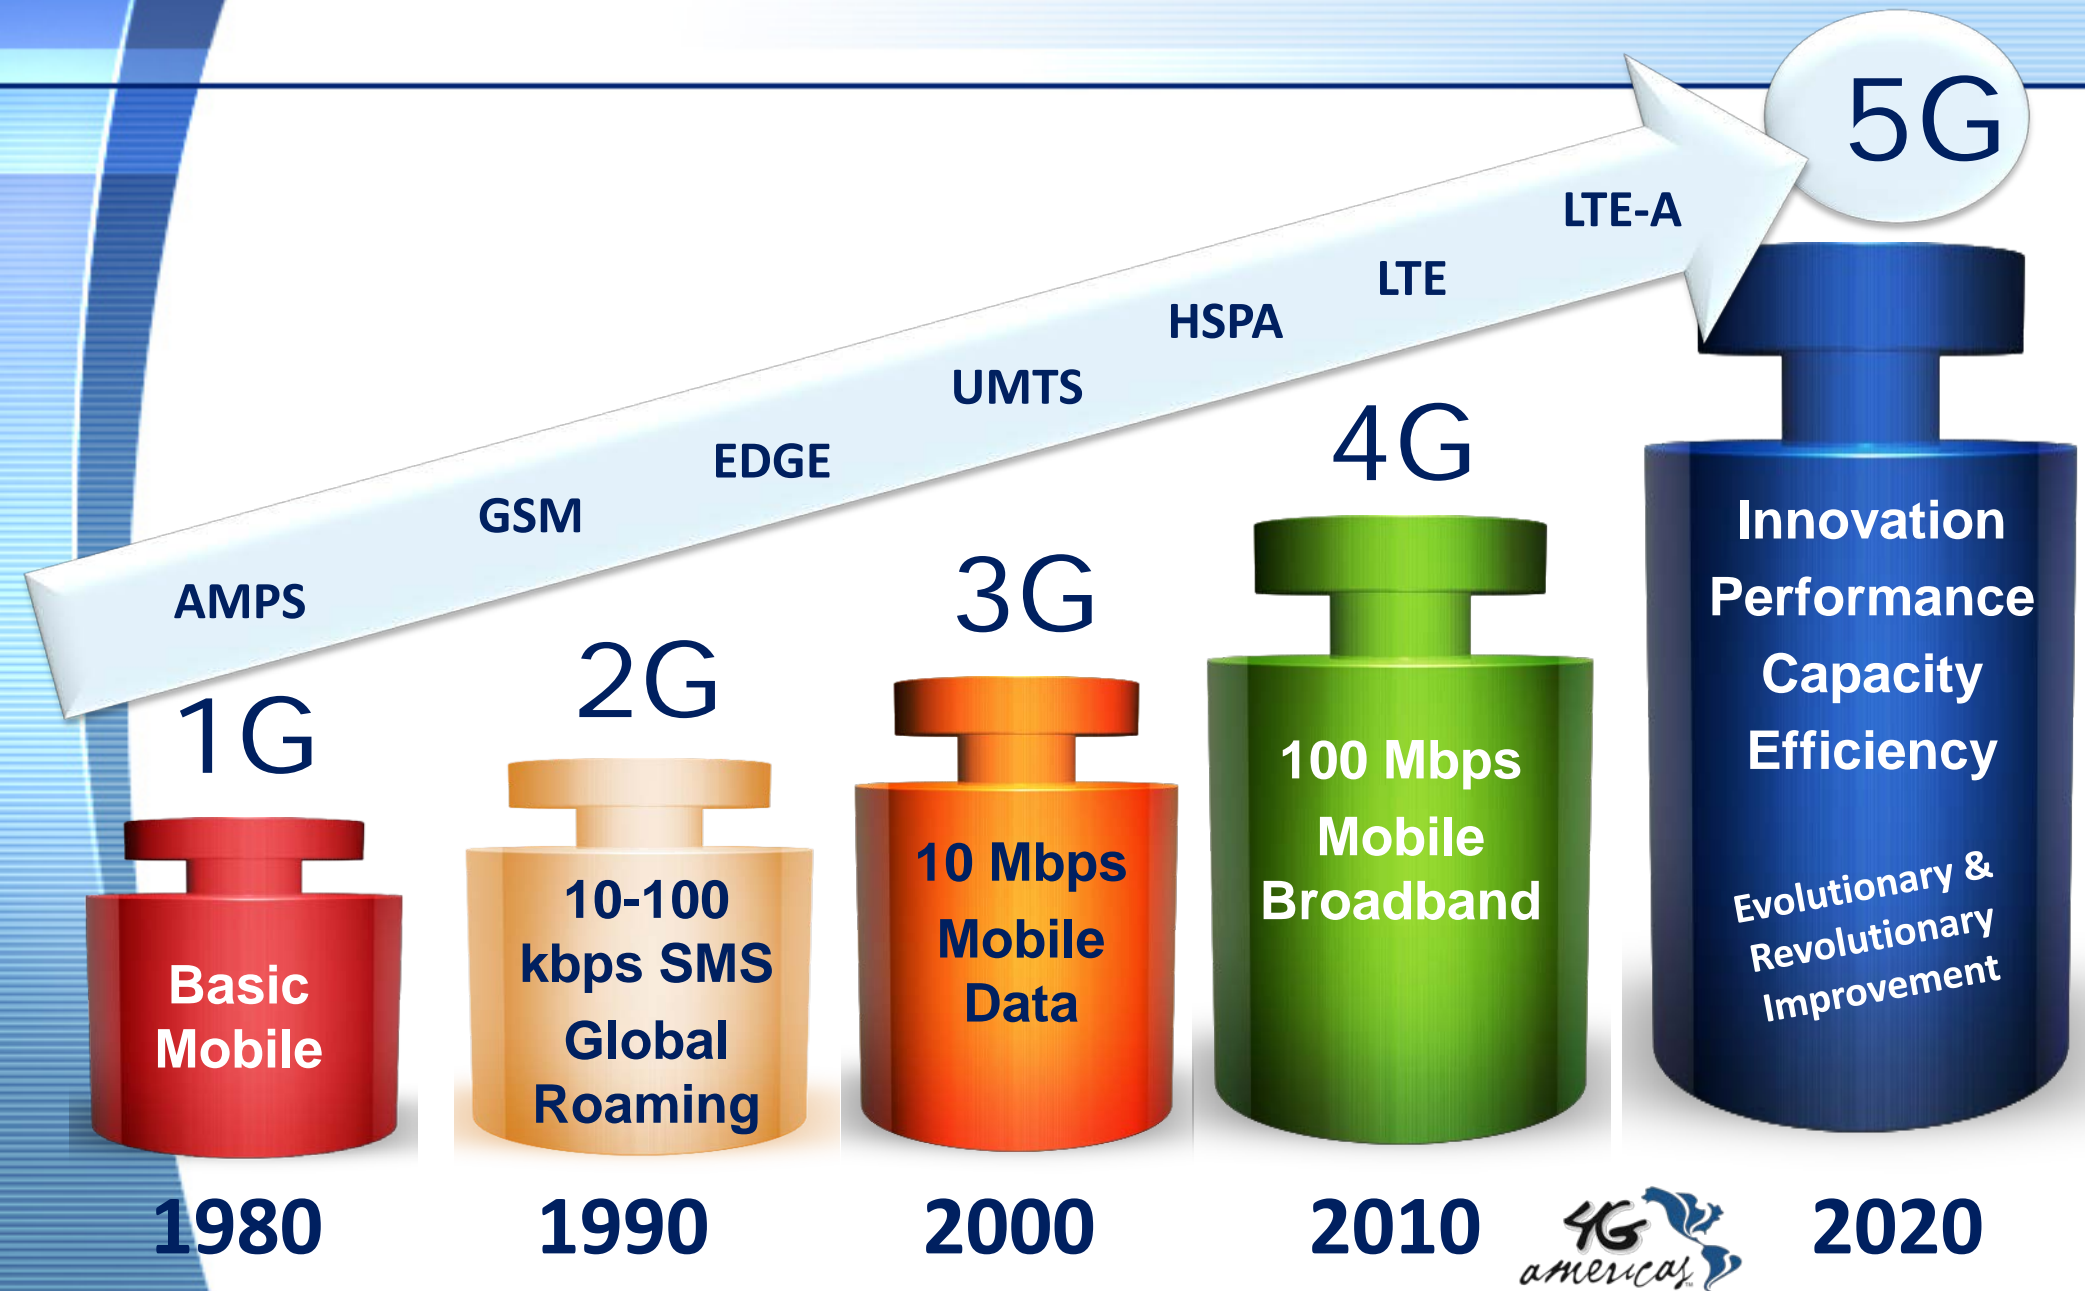 5G
LTE-A
LTE
HSPA
UMTS
EDGE
GSM
AMPS
1G
2G
3G
4G
Basic
Mobile
10-100
kbps SMS
Global
Roaming
10 Mbps
Mobile
Data
100 Mbps
Mobile
Broadband
Innovation
Performance
Capacity
Efficiency
Evolutionary &
Revolutionary
Improvement
1980
1990
2000
2010
2020
4G
americas™